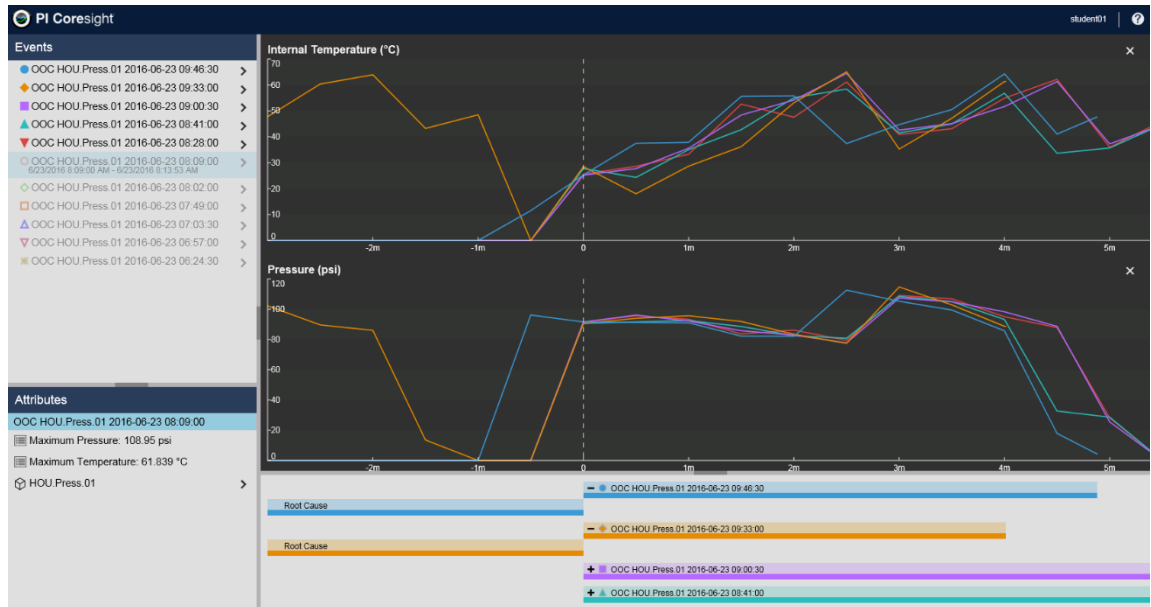 PI Coresight
student01
?
Events
OOC HOU.Press.01 2016-06-23 09:46:30
OOC HOU.Press.01 2016-06-23 09:33:00
OOC HOU.Press.01 2016-06-23 09:00:30
OOC HOU.Press.01 2016-06-23 08:41:00
OOC HOU.Press.01 2016-06-23 08:28:00
OOC HOU.Press.01 2016-06-23 08:09:00
6/23/2016 8:09:00 AM - 6/23/2016 8:13:53 AM
OOC HOU.Press.01 2016-06-23 08:02:00
OOC HOU.Press.01 2016-06-23 07:49:00
OOC HOU.Press.01 2016-06-23 07:03:30
OOC HOU.Press.01 2016-06-23 06:57:00
OOC HOU.Press.01 2016-06-23 06:24:30
Attributes
OOC HOU.Press.01 2016-06-23 08:09:00
Maximum Pressure: 108.95 psi
Maximum Temperature: 61.839 °C
HOU.Press.01
Internal Temperature (°C)
70
60
50
40
30
20
10
0
-2m -1m 0 1m 2m 3m 4m 5m
Pressure (psi)
120
100
80
60
40
20
0
-2m -1m 0 1m 2m 3m 4m 5m
OOC HOU.Press.01 2016-06-23 09:46:30
Root Cause
OOC HOU.Press.01 2016-06-23 09:33:00
Root Cause
OOC HOU.Press.01 2016-06-23 09:00:30
OOC HOU.Press.01 2016-06-23 08:41:00